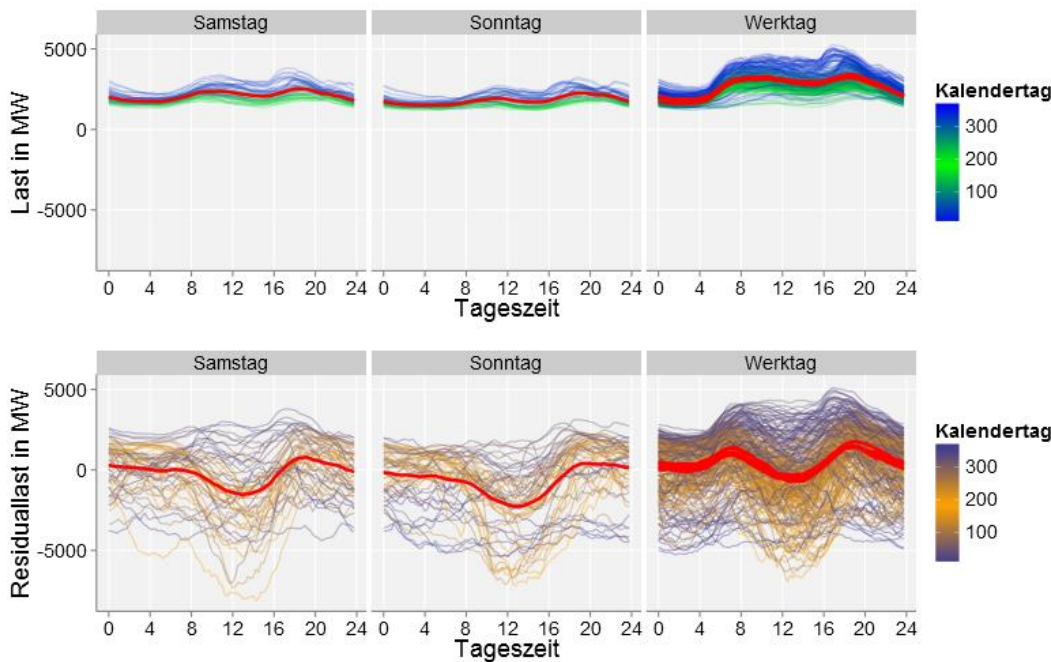 Samstag Sonntag Werktag
Last in MW
5000
0
-5000
0 4 8 12 16 20 24 0 4 8 12 16 20 24 0 4 8 12 16 20 24
Tageszeit
Kalendertag
300
200
100
Samstag Sonntag Werktag
Residuallast in MW
5000
0
-5000
0 4 8 12 16 20 24 0 4 8 12 16 20 24 0 4 8 12 16 20 24
Tageszeit
Kalendertag
300
200
100